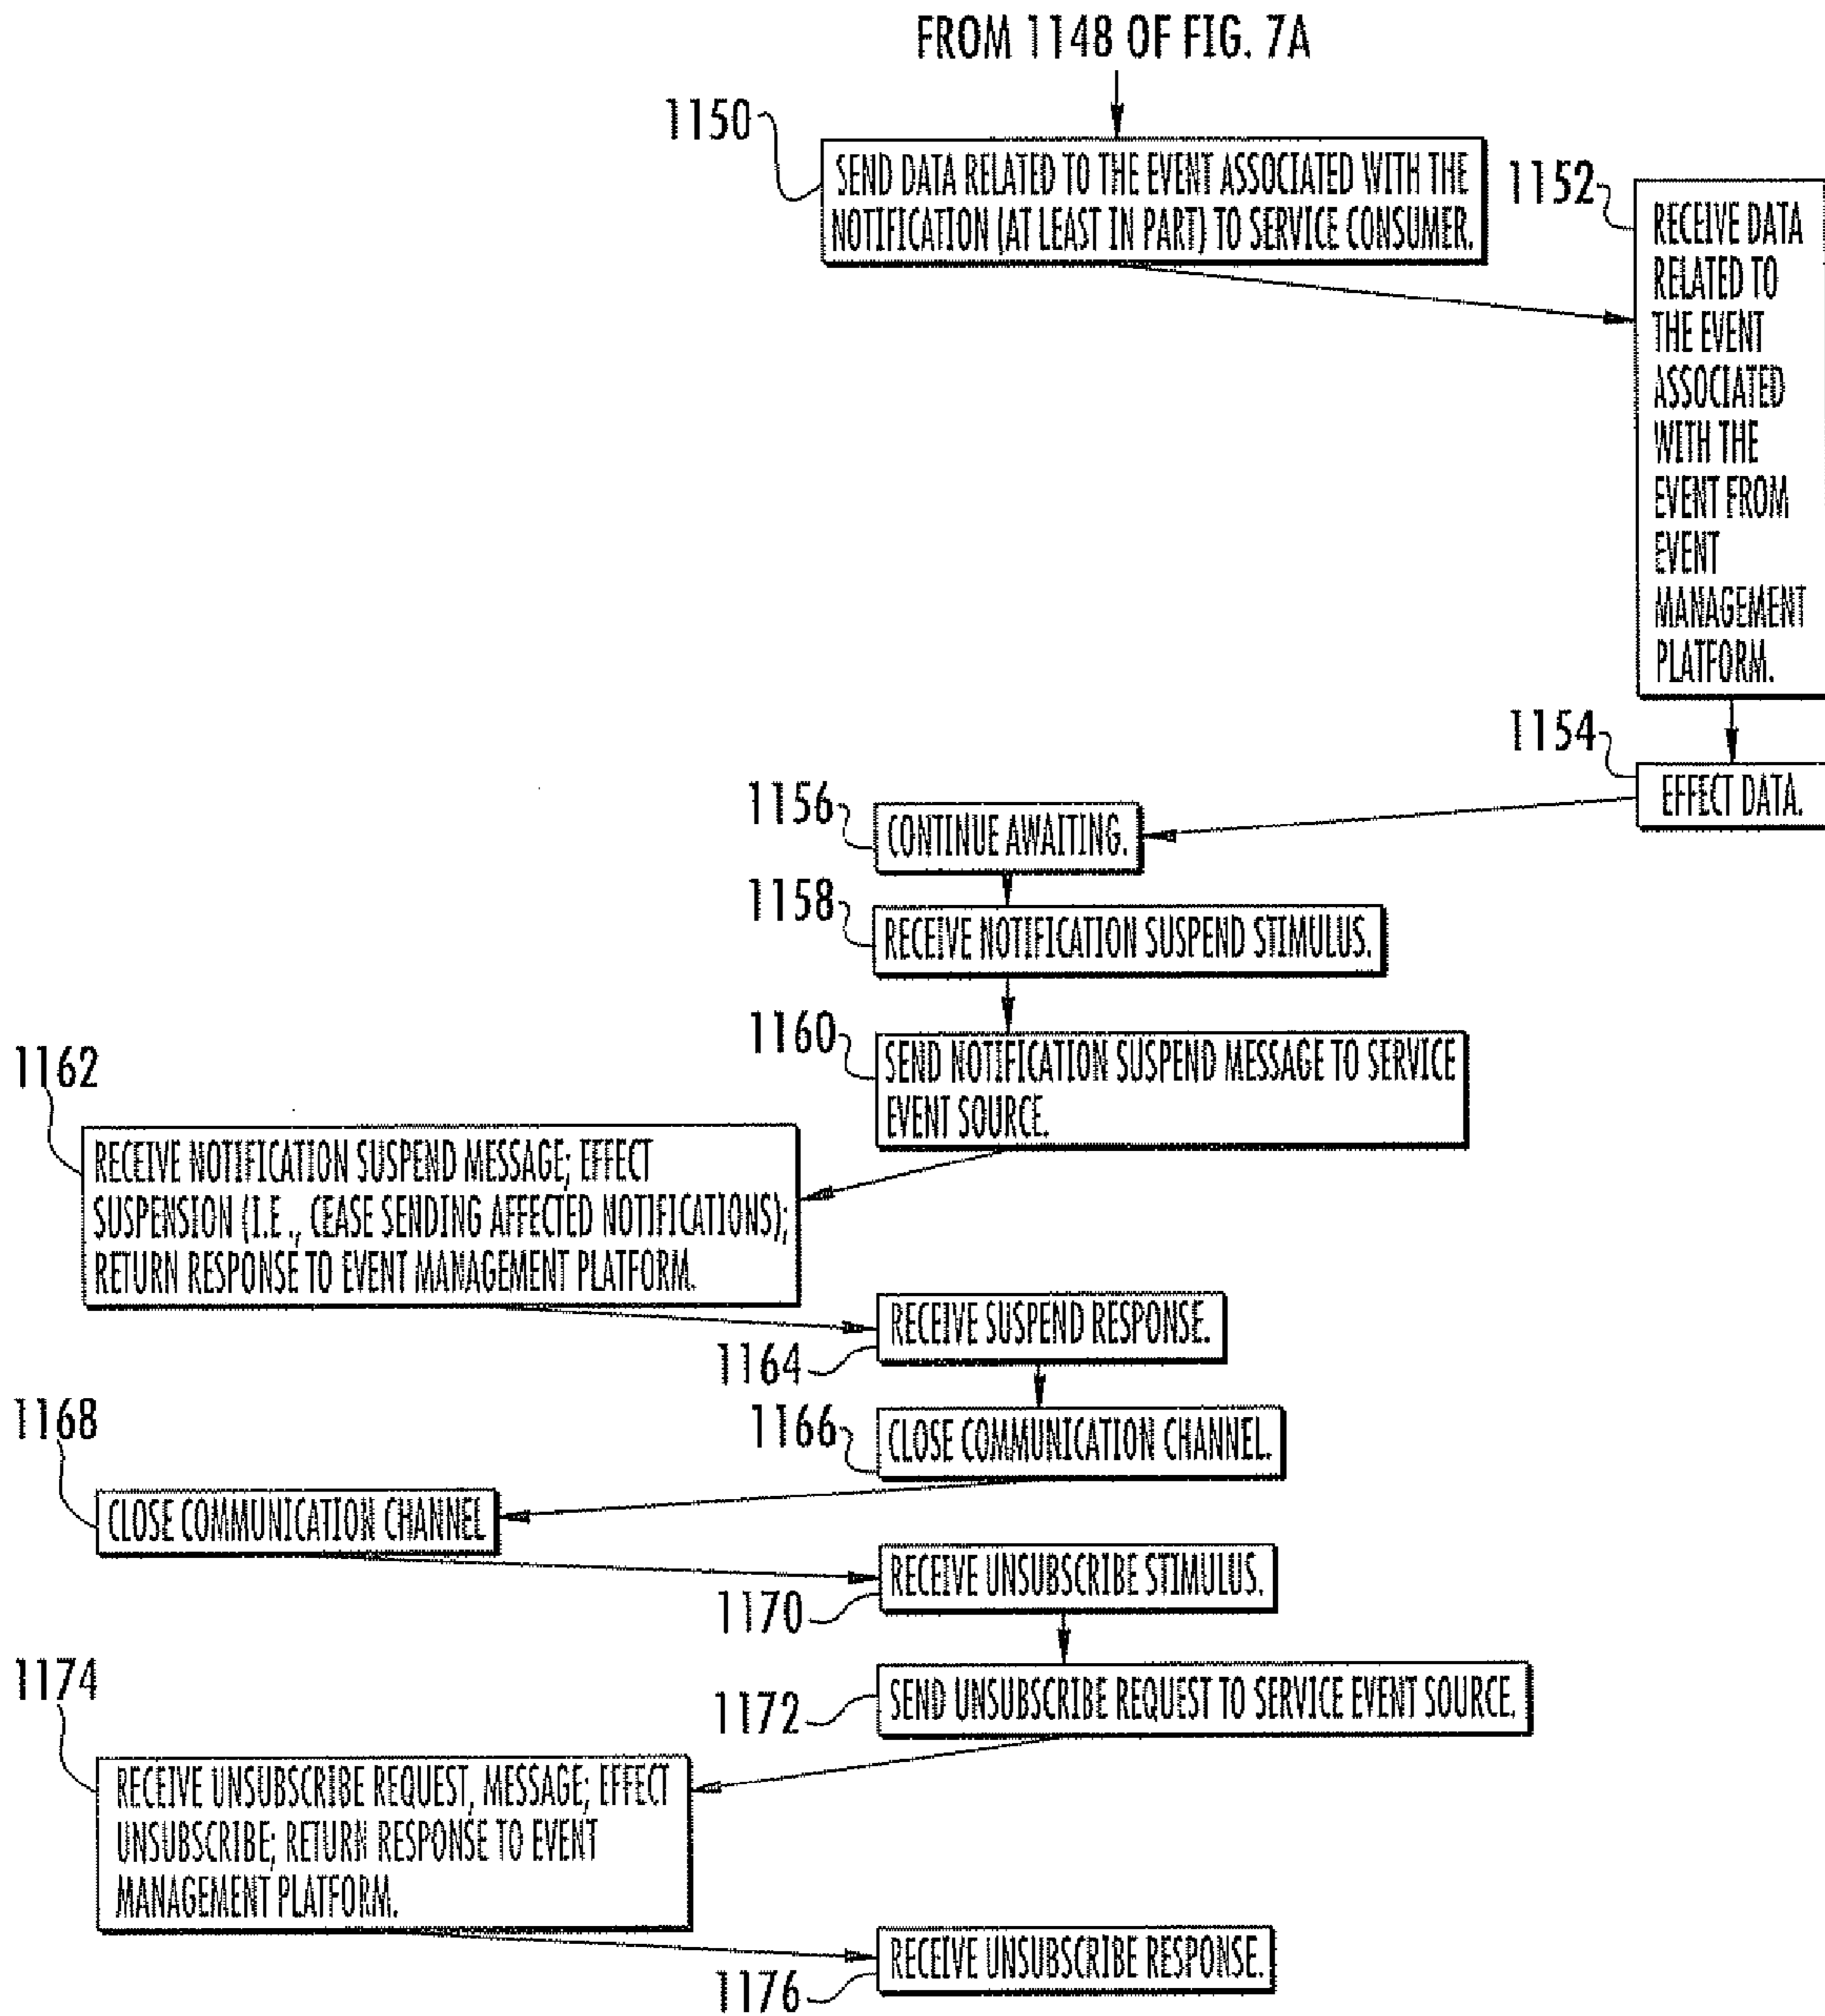 FROM 1148 OF FIG. 7A
1150
SEND DATA RELATED TO THE EVENT ASSOCIATED WITH THE
NOTIFICATION (AT LEAST IN PART) TO SERVICE CONSUMER.
1152
RECEIVE DATA
RELATED TO
THE EVENT
ASSOCIATED
WITH THE
EVENT FROM
EVENT
MANAGEMENT
PLATFORM.
1154
EFFECT DATA.
1156
CONTINUE AWAITING.
1158
RECEIVE NOTIFICATION SUSPEND STIMULUS.
1160
SEND NOTIFICATION SUSPEND MESSAGE TO SERVICE
EVENT SOURCE.
1162
RECEIVE NOTIFICATION SUSPEND MESSAGE; EFFECT
SUSPENSION (I.E., CEASE SENDING AFFECTED NOTIFICATIONS);
RETURN RESPONSE TO EVENT MANAGEMENT PLATFORM.
RECEIVE SUSPEND RESPONSE.
1164
1166
CLOSE COMMUNICATION CHANNEL.
1168
CLOSE COMMUNICATION CHANNEL
RECEIVE UNSUBSCRIBE STIMULUS.
1170
1172
SEND UNSUBSCRIBE REQUEST TO SERVICE EVENT SOURCE.
1174
RECEIVE UNSUBSCRIBE REQUEST, MESSAGE; EFFECT
UNSUBSCRIBE; RETURN RESPONSE TO EVENT
MANAGEMENT PLATFORM.
RECEIVE UNSUBSCRIBE RESPONSE.
1176